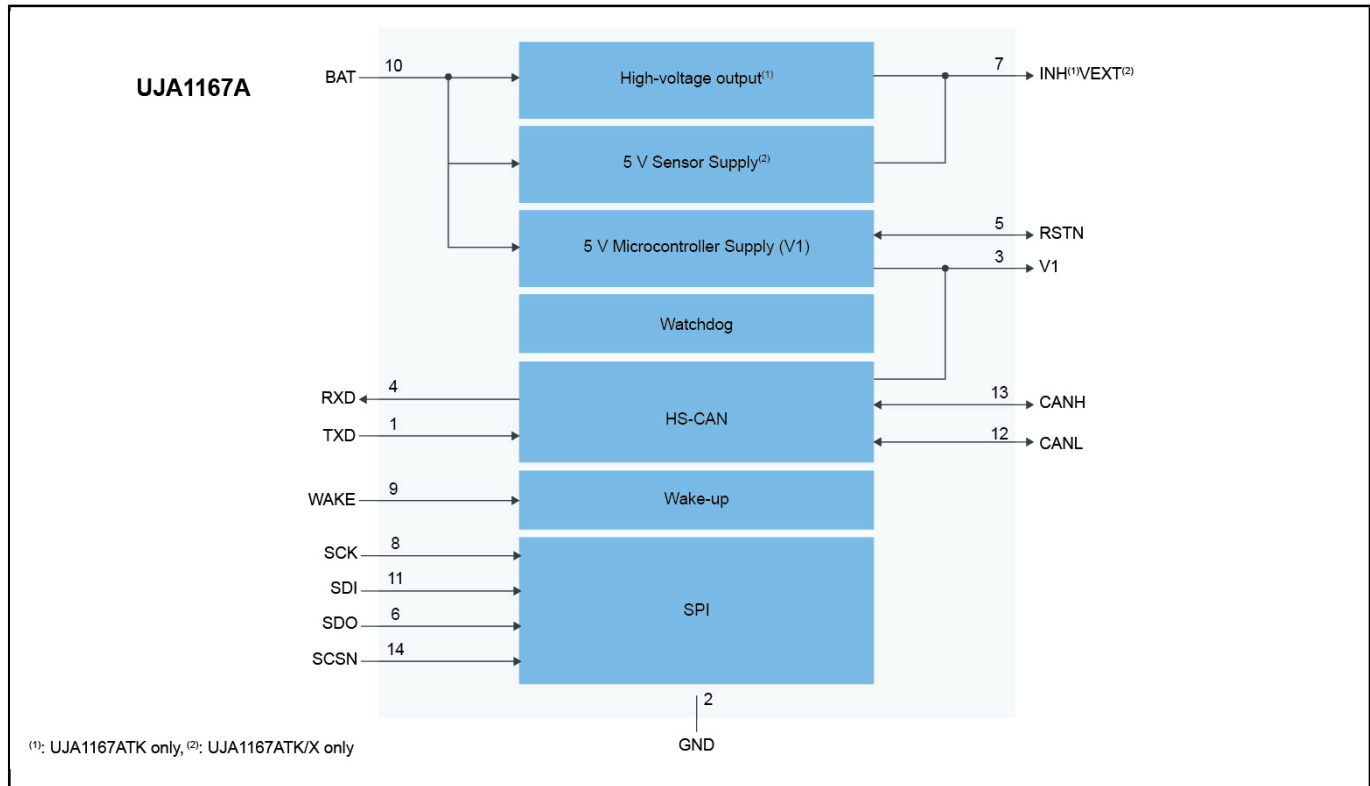 UJA1167A
BAT
10
High-voltage output(1)
7
INH(1)VEXT(2)
5 V Sensor Supply(2)
5 V Microcontroller Supply (V1)
5
RSTN
3
V1
Watchdog
RXD
4
HS-CAN
13
CANH
TXD
1
12
CANL
WAKE
9
Wake-up
SCK
8
SDI
11
SPI
SDO
6
SCSN
14
2
GND
(1): UJA1167ATK only, (2): UJA1167ATK/X only